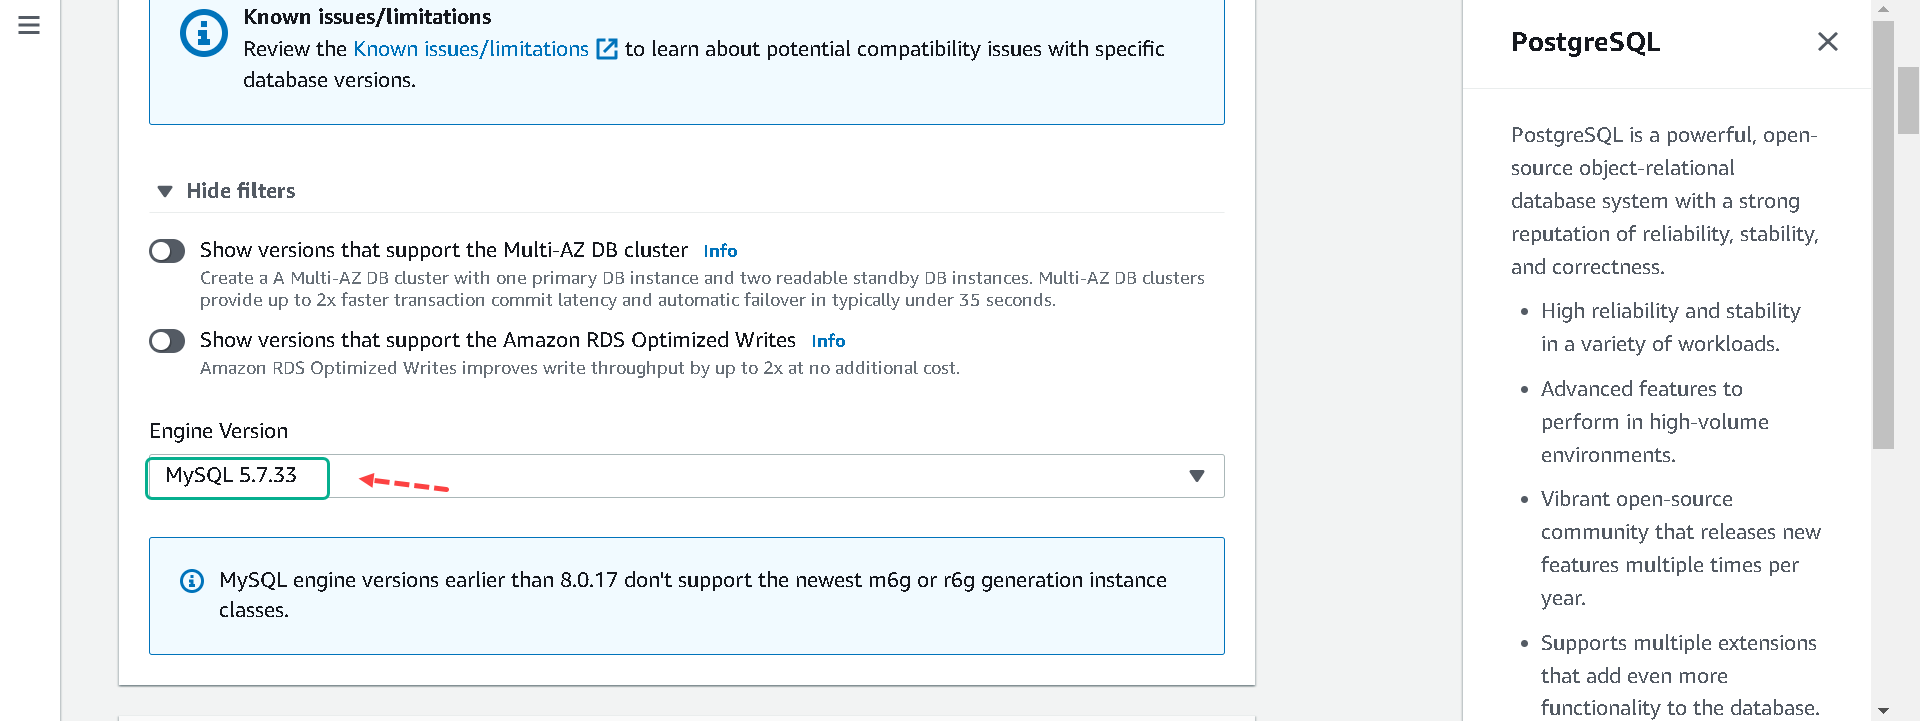 Known issues/limitations
Review the Known issues/limitations to learn about potential compatibility issues with specific
database versions.
Hide filters
Show versions that support the Multi-AZ DB cluster Info
Create a A Multi-AZ DB cluster with one primary DB instance and two readable standby DB instances. Multi-AZ DB clusters
provide up to 2x faster transaction commit latency and automatic failover in typically under 35 seconds.
Show versions that support the Amazon RDS Optimized Writes Info
Amazon RDS Optimized Writes improves write throughput by up to 2x at no additional cost.
Engine Version
MySQL 5.7.33
MySQL engine versions earlier than 8.0.17 don't support the newest m6g or r6g generation instance
classes.
PostgreSQL
PostgreSQL is a powerful, open-
source object-relational
database system with a strong
reputation of reliability, stability,
and correctness.
• High reliability and stability
in a variety of workloads.
• Advanced features to
perform in high-volume
environments.
• Vibrant open-source
community that releases new
features multiple times per
year.
• Supports multiple extensions
that add even more
functionality to the database.